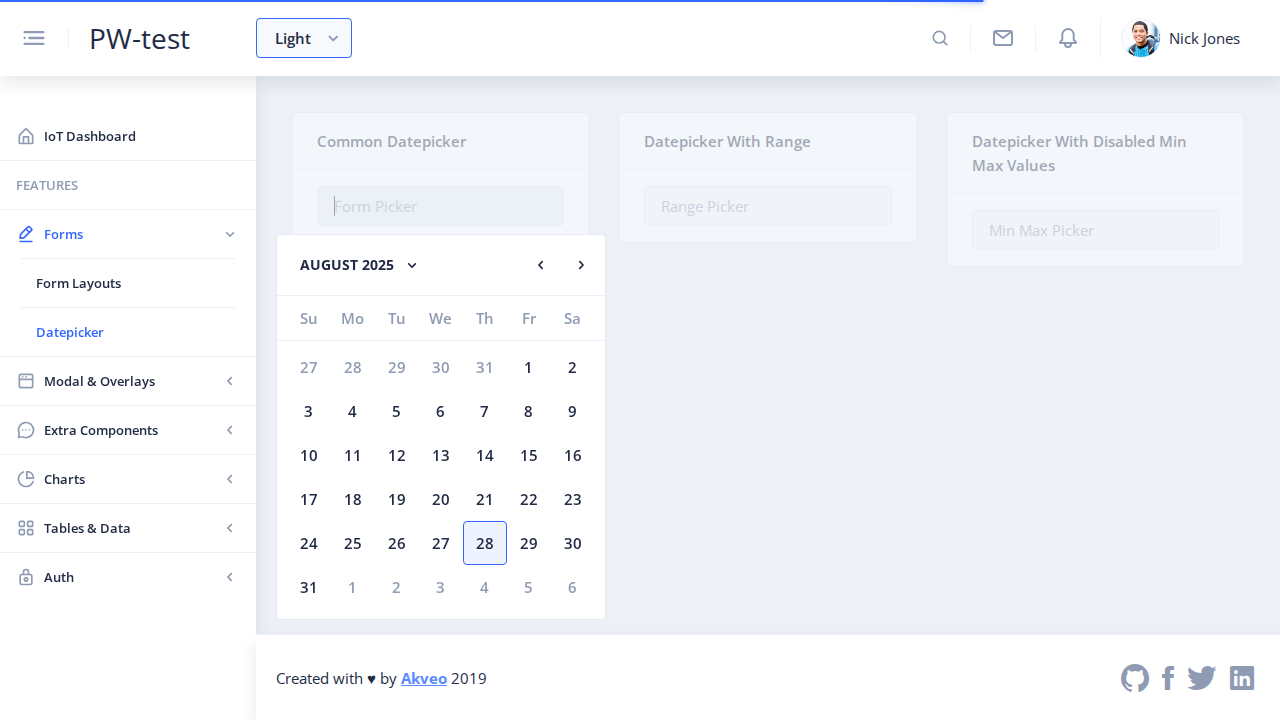 PW-test
Light
Nick Jones
IoT Dashboard
FEATURES
Forms
Form Layouts
Datepicker
Modal & Overlays
Extra Components
Charts
Tables & Data
Auth
Common Datepicker
Form Picker
Datepicker With Range
Range Picker
Datepicker With Disabled Min
Max Values
Min Max Picker
AUGUST 2025
Su Mo Tu We Th Fr Sa
27 28 29 30 31 1 2
3 4 5 6 7 8 9
10 11 12 13 14 15 16
17 18 19 20 21 22 23
24 25 26 27 28 29 30
31 1 2 3 4 5 6
Created with ♥ by Akveo 2019